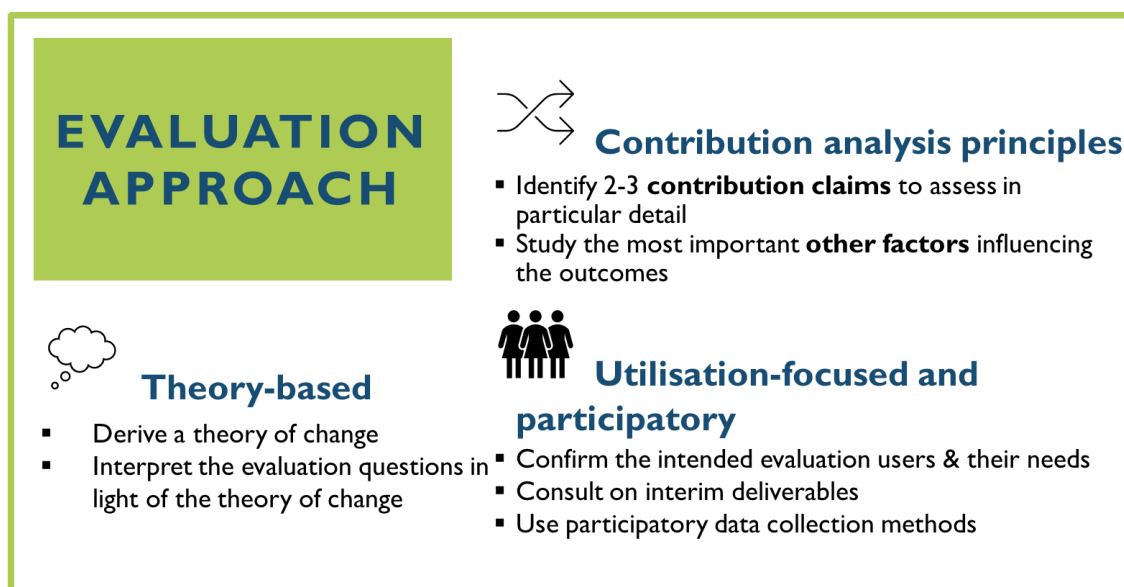 EVALUATION
APPROACH
Contribution analysis principles
▪ Identify 2-3 contribution claims to assess in
particular detail
▪ Study the most important other factors influencing
the outcomes
Theory-based
▪ Derive a theory of change
▪ Interpret the evaluation questions in
light of the theory of change
Utilisation-focused and
participatory
▪ Confirm the intended evaluation users & their needs
▪ Consult on interim deliverables
▪ Use participatory data collection methods